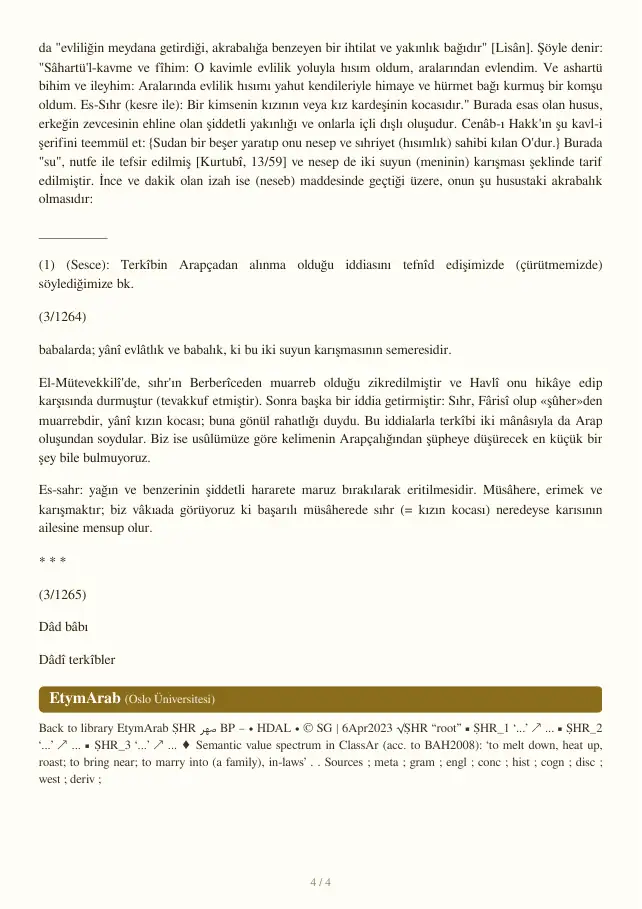 da "evliliğin meydana getirdiği, akrabalığa benzeyen bir ihtilat ve yakınlık bağıdır" [Lisân]. Şöyle denir:
"Sâhartü'l-kavme ve fîhim: O kavimle evlilik yoluyla hısım oldum, aralarından evlendim. Ve ashartü
bihim ve ileyhim: Aralarında evlilik hısımı yahut kendileriyle himaye ve hürmet bağı kurmuş bir komşu
oldum. Es-Sıhr (kesre ile): Bir kimsenin kızının veya kız kardeşinin kocasıdır." Burada esas olan husus,
erkeğin zevcesinin ehline olan şiddetli yakınlığı ve onlarla içli dışlı oluşudur. Cenâb-ı Hakk'ın şu kavl-i
şerifini teemmül et: {Sudan bir beşer yaratıp onu nesep ve sıhriyet (hısımlık) sahibi kılan O'dur.} Burada
"su", nutfe ile tefsir edilmiş [Kurtubî, 13/59] ve nesep de iki suyun (meninin) karışması şeklinde tarif
edilmiştir. İnce ve dakik olan izah ise (neseb) maddesinde geçtiği üzere, onun şu husustaki akrabalık
olmasıdır:
___________
(1) (Sesce): Terkîbin Arapçadan alınma olduğu iddiasını tefnîd edişimizde (çürütmemizde)
söylediğimize bk.
(3/1264)
babalarda; yânî evlâtlık ve babalık, ki bu iki suyun karışmasının semeresidir.
El-Mütevekkilî'de, sıhr'ın Berberîceden muarreb olduğu zikredilmiştir ve Havlî onu hikâye edip
karşısında durmuştur (tevakkuf etmiştir). Sonra başka bir iddia getirmiştir: Sıhr, Fârisî olup «şûher»den
muarrebdir, yânî kızın kocası; buna gönül rahatlığı duydu. Bu iddialarla terkîbi iki mânâsıyla da Arap
oluşundan soydular. Biz ise usûlümüze göre kelimenin Arapçalığından şüpheye düşürecek en küçük bir
şey bile bulmuyoruz.
Es-sahr: yağın ve benzerinin şiddetli hararete maruz bırakılarak eritilmesidir. Müsâhere, erimek ve
karışmaktır; biz vâkıada görüyoruz ki başarılı müsâherede sıhr (= kızın kocası) neredeyse karısının
ailesine mensup olur.
* * *
(3/1265)
Dâd bâbı
Dâdî terkîbler
EtymArab (Oslo Üniversitesi)
Back to library EtymArab ṢHR صهر BP – • HDAL • © SG | 6Apr2023 √ṢHR “root” ▪ ṢHR_1 ‘...’ ↗ ... ▪ ṢHR_2
‘...’ ↗ ... ▪ ṢHR_3 ‘...’ ↗ ... ♦ Semantic value spectrum in ClassAr (acc. to BAH2008): ‘to melt down, heat up,
roast; to bring near; to marry into (a family), in-laws’ . . Sources ; meta ; gram ; engl ; conc ; hist ; cogn ; disc ;
west ; deriv ;
4 / 4